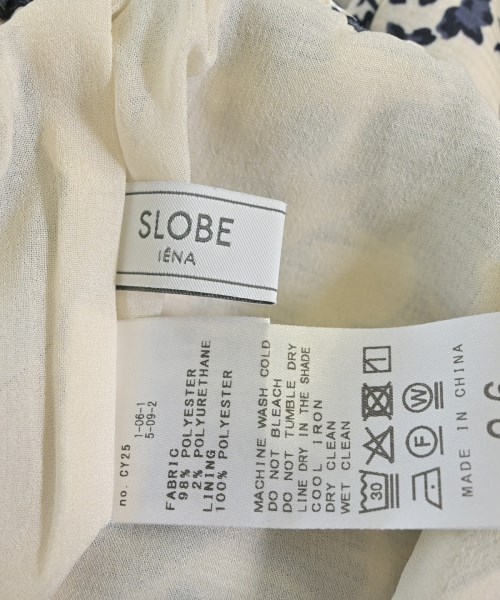 SLOBE
IÉNA
no. CY25
1-06-1
5-09-2
FABRIC
98% POLYESTER
2% POLYURETHANE
LINING
100% POLYESTER
MACHINE WASH COLD
DO NOT BLEACH
DO NOT TUMBLE DRY
LINE DRY IN THE SHADE
COOL IRON
DRY CLEAN
WET CLEAN
30
F
W
MADE IN CHINA